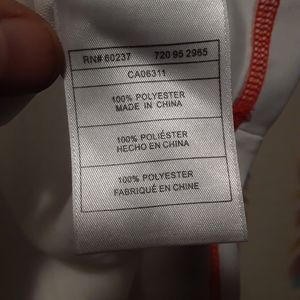 RN# 60237 720 95 2965
CA06311
100% POLYESTER
MADE IN CHINA
100% POLIÉSTER
HECHO EN CHINA
100% POLYESTER
FABRIQUÉ EN CHINE